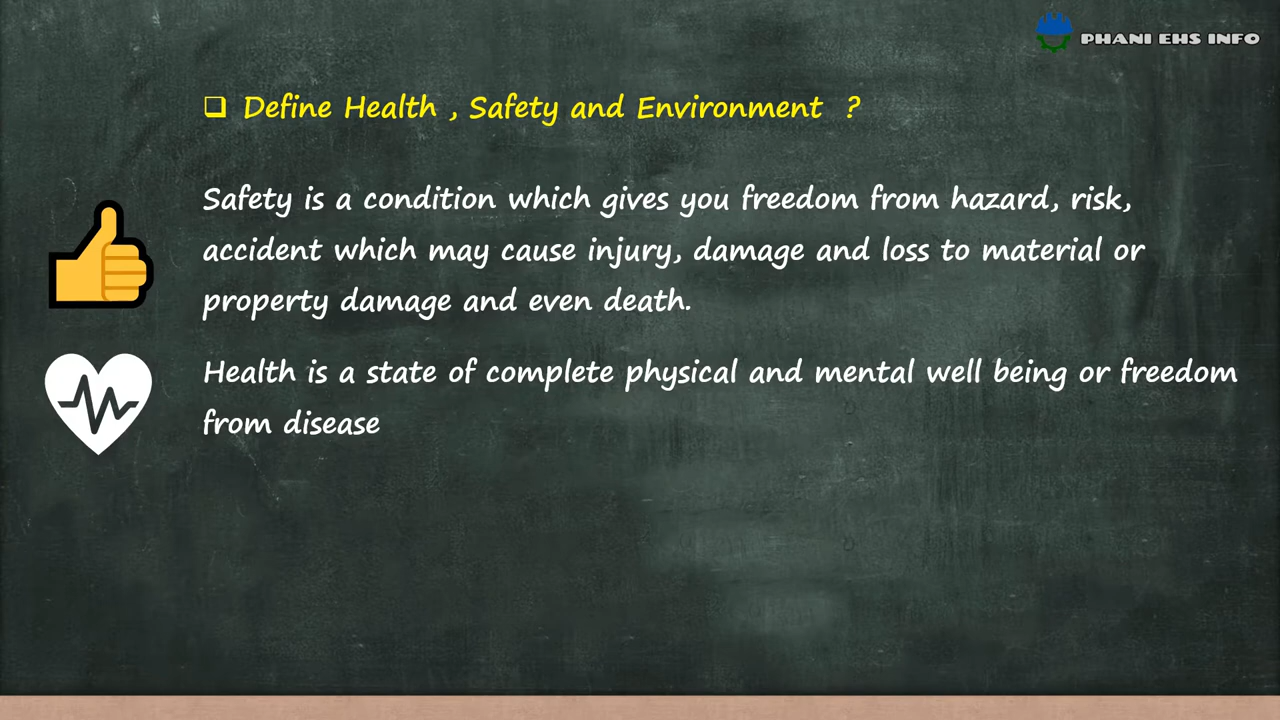 PHANI EHS INFO
❑ Define Health , Safety and Environment ?
Safety is a condition which gives you freedom from hazard, risk,
accident which may cause injury, damage and loss to material or
property damage and even death.
Health is a state of complete physical and mental well being or freedom
from disease